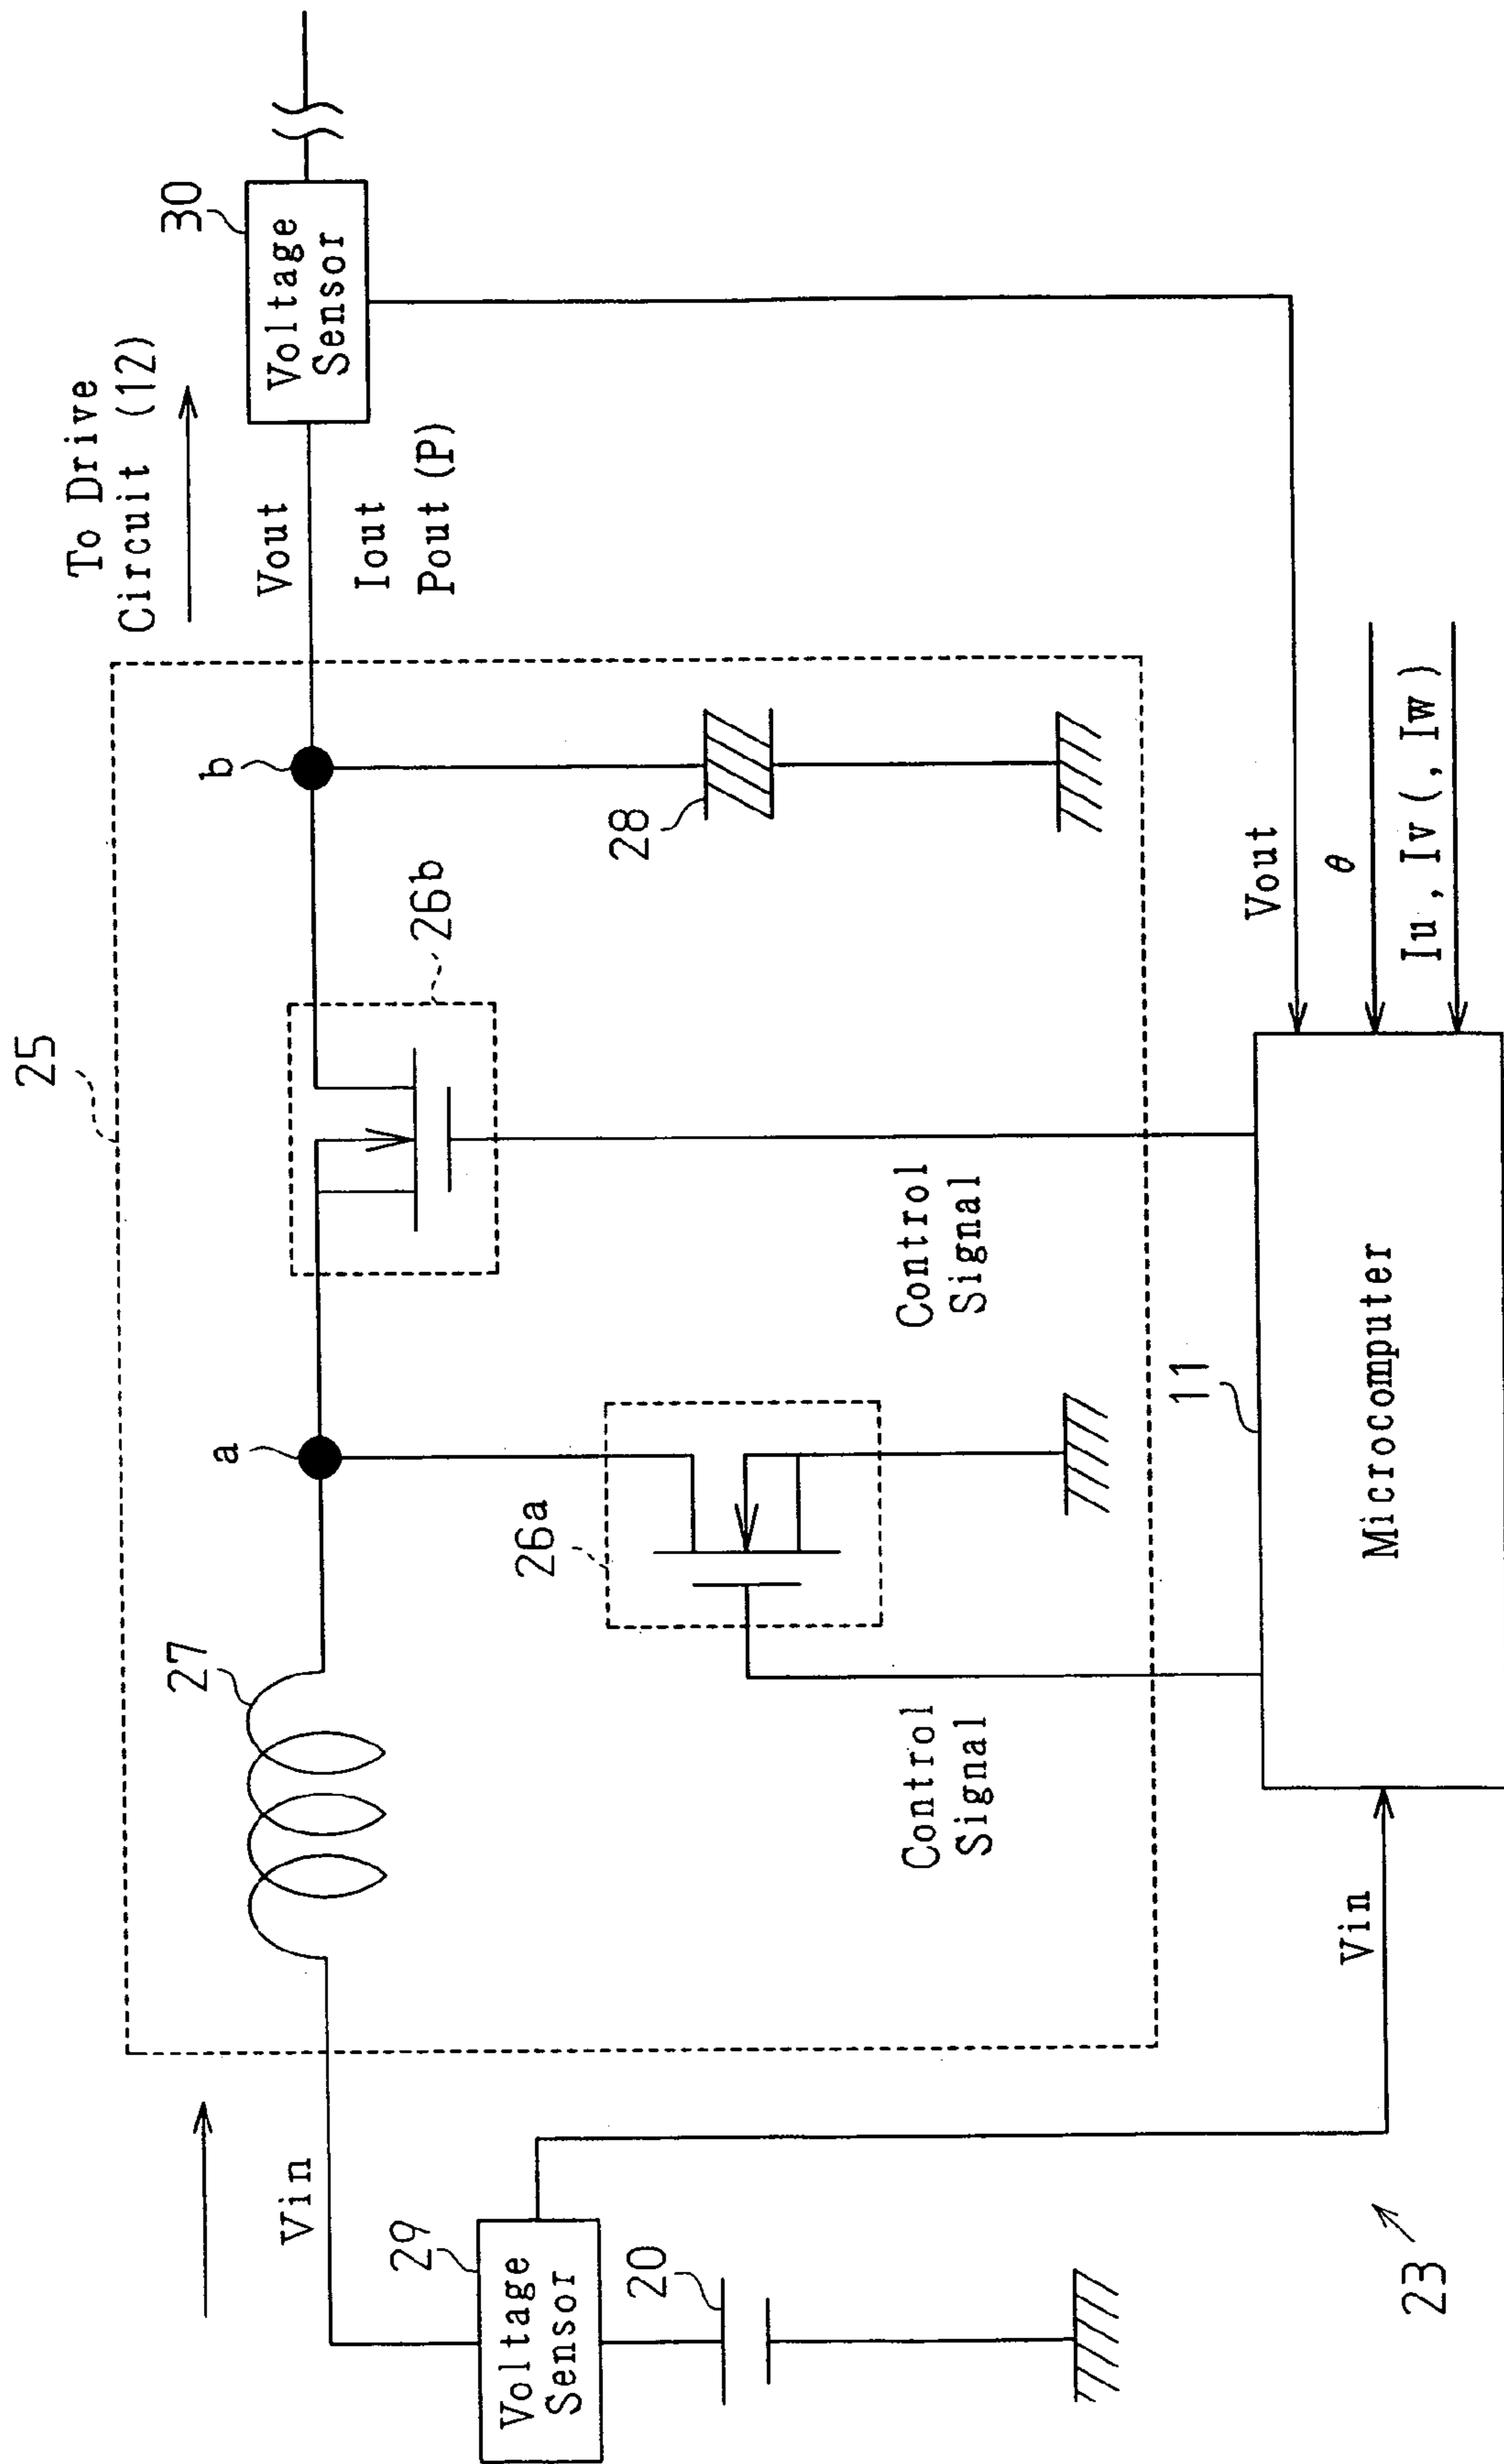 25
To Drive
Circuit (12)
30
Voltage
Sensor
27
a
b
26b
Vin
Vout
Iout
Pout (P)
29
Voltage
Sensor
20
26a
28
Control
Signal
Control
Signal
11
Microcomputer
Vin
Vout
θ
Iu , Iv ( , Iw )
23